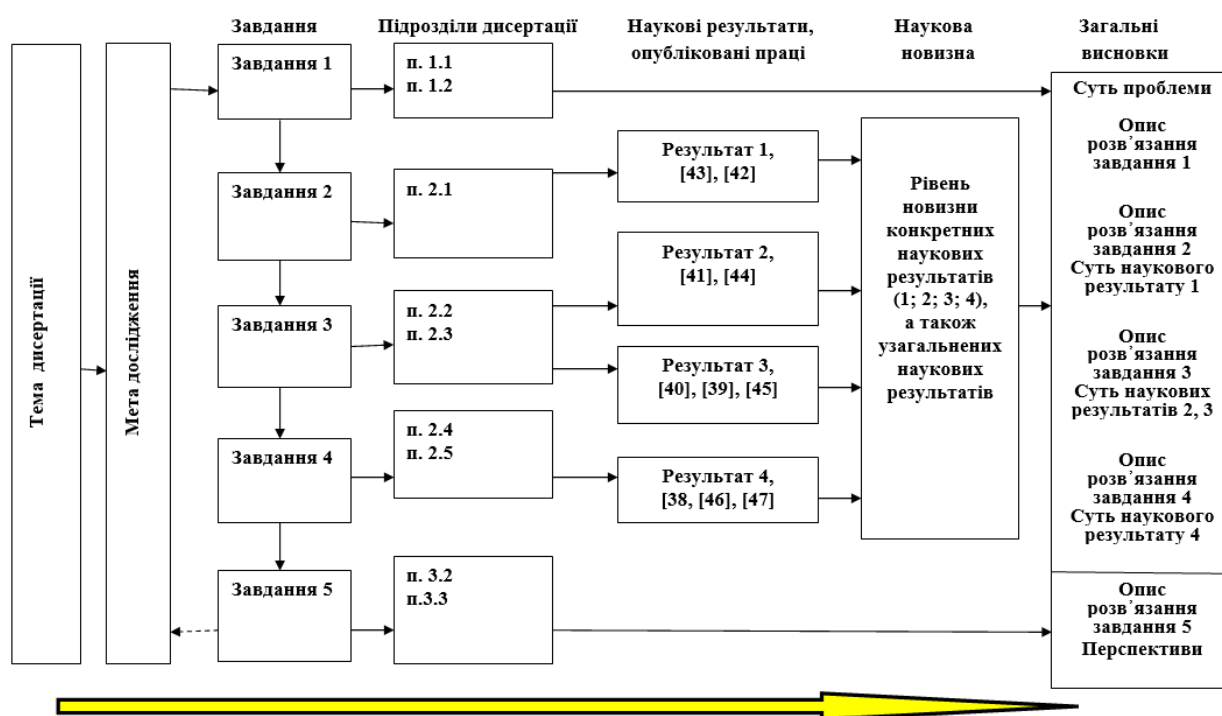 Завдання
Підрозділи дисертації
Наукові результати,
опубліковані праці
Наукова
новизна
Загальні
висновки
Тема дисертації
Мета дослідження
Завдання 1
п. 1.1
п. 1.2
Завдання 2
п. 2.1
Завдання 3
п. 2.2
п. 2.3
Завдання 4
п. 2.4
п. 2.5
Завдання 5
п. 3.2
п.3.3
Результат 1,
[43], [42]
Результат 2,
[41], [44]
Результат 3,
[40], [39], [45]
Результат 4,
[38, [46], [47]
Рівень
новизни
конкретних
наукових
результатів
(1; 2; 3; 4),
а також
узагальнених
наукових
результатів
Суть проблеми
Опис
розв’язання
завдання 1
Опис
розв’язання
завдання 2
Суть наукового
результату 1
Опис
розв’язання
завдання 3
Суть наукових
результатів 2, 3
Опис
розв’язання
завдання 4
Суть наукового
результату 4
Опис
розв’язання
завдання 5
Перспективи